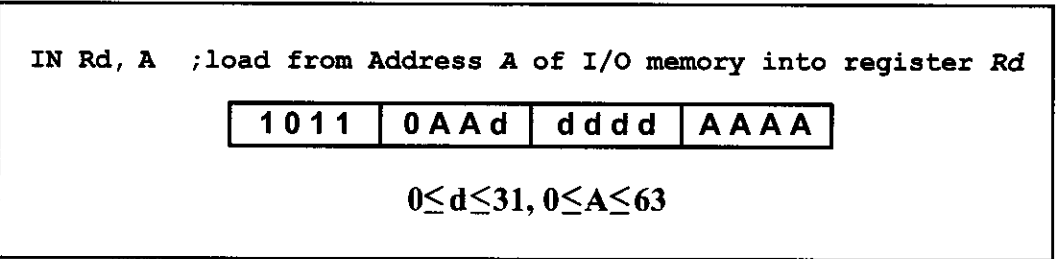 IN Rd, A ;load from Address A of I/O memory into register Rd
1011 0AAd dddd AAAA
0≤d≤31, 0≤A≤63